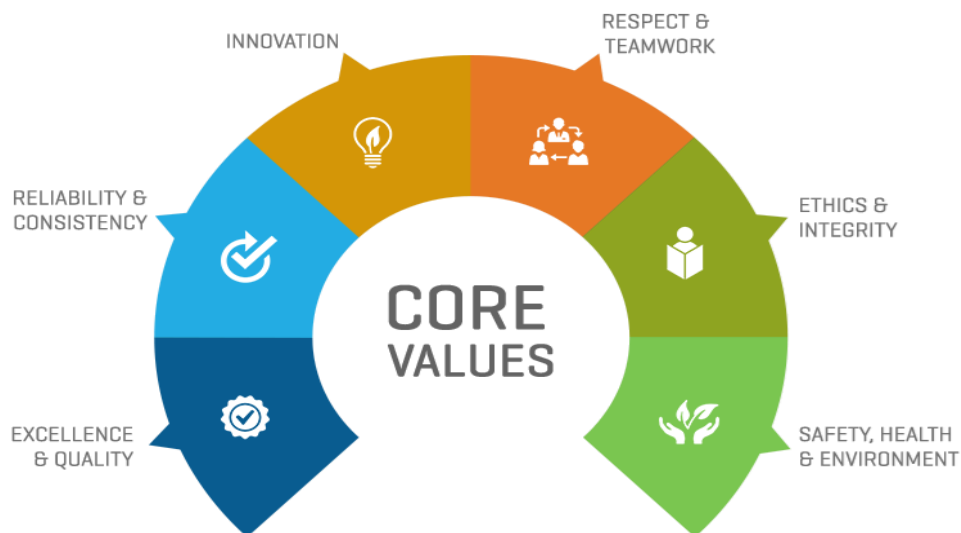 INNOVATION
RESPECT &
TEAMWORK
RELIABILITY &
CONSISTENCY
ETHICS &
INTEGRITY
CORE
VALUES
EXCELLENCE
& QUALITY
SAFETY, HEALTH
& ENVIRONMENT